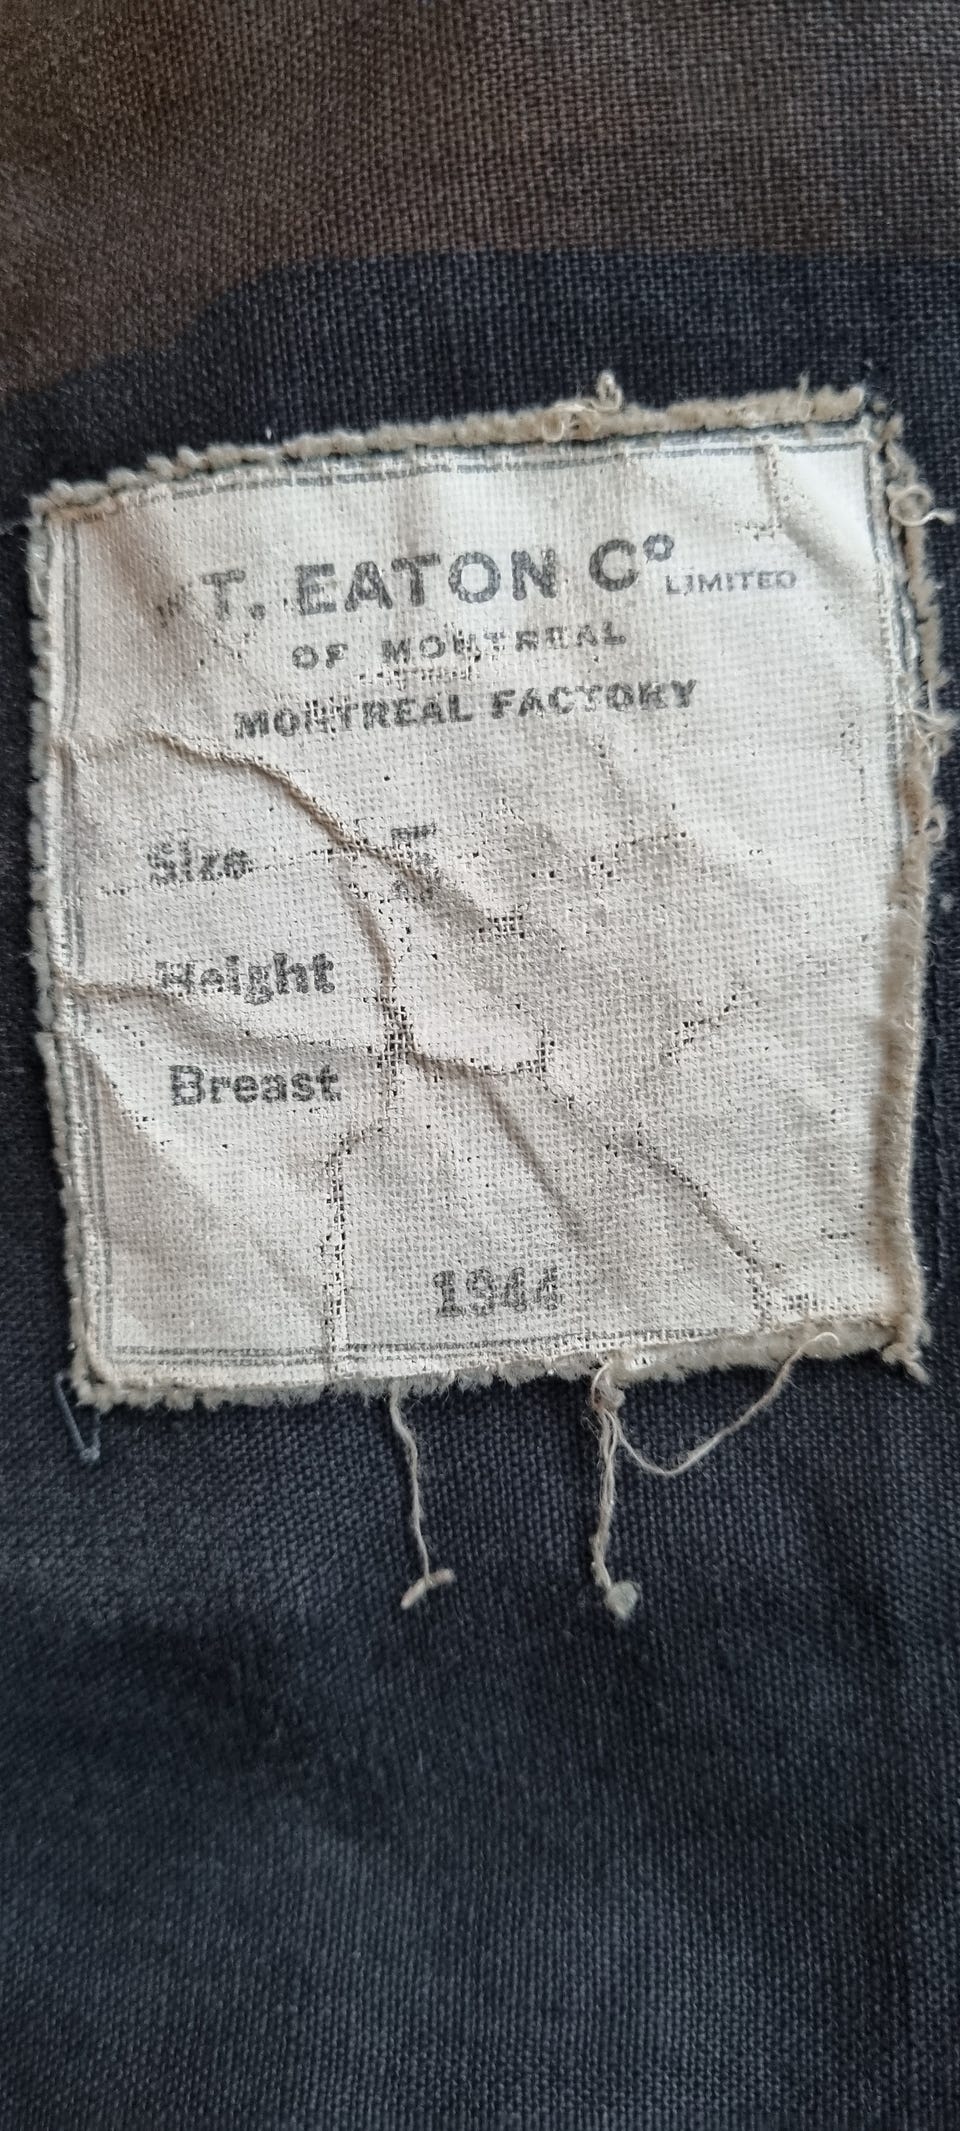 T. EATON Cº LIMITED
OF MONTREAL
MONTREAL FACTORY
Size
Height
Breast
1944